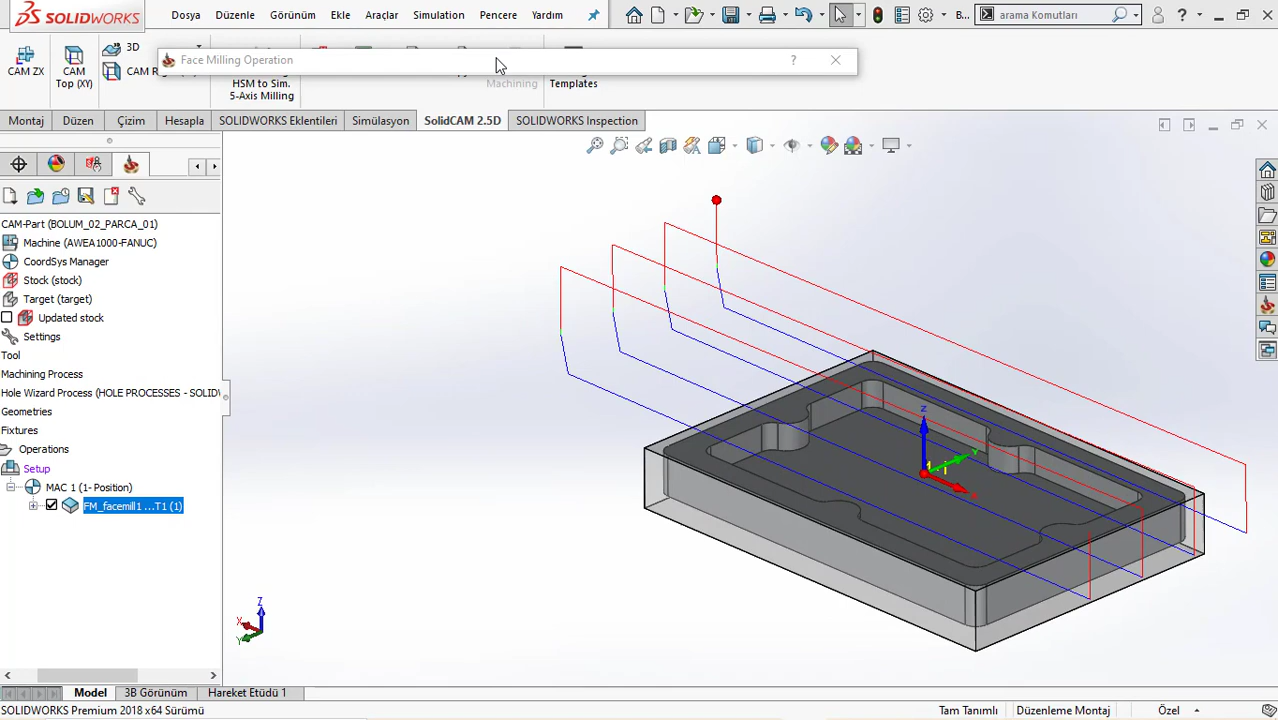 SOLIDWORKS
Dosya
Düzenle
Görünüm
Ekle
Araçlar
Simulation
Pencere
Yardım
B...
arama Komutları
?
CAM ZX
CAM
Top (XY)
3D
HSM to Sim.
5-Axis Milling
Machining
Templates
Face Milling Operation
?
Montaj
Düzen
Çizim
Hesapla
SOLIDWORKS Eklentileri
Simülasyon
SolidCAM 2.5D
SOLIDWORKS Inspection
CAM-Part (BOLUM_02_PARCA_01)
Machine (AWEA1000-FANUC)
CoordSys Manager
Stock (stock)
Target (target)
Updated stock
Settings
Tool
Machining Process
Hole Wizard Process (HOLE PROCESSES - SOLIDW
Geometries
Fixtures
Operations
Setup
MAC 1 (1- Position)
FM_facemill1 ...T1 (1)
Z
Y
X
Z
X
Y
Model
3B Görünüm
Hareket Etüdü 1
SOLIDWORKS Premium 2018 x64 Sürümü
Tam Tanımlı
Düzenleme Montaj
Özel